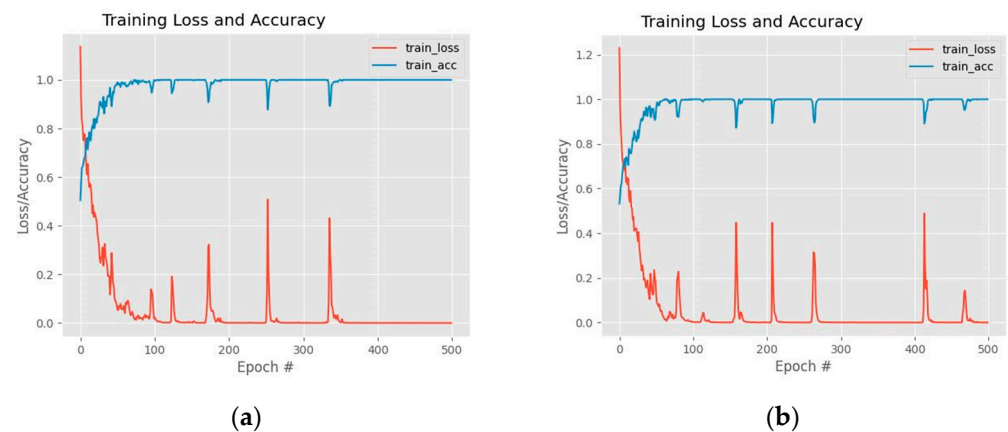 Training Loss and Accuracy
train_loss
train_acc
1.0
0.8
0.6
0.4
0.2
0.0
Loss/Accuracy
0 100 200 300 400 500
Epoch #
(a)
Training Loss and Accuracy
train_loss
train_acc
1.2
1.0
0.8
0.6
0.4
0.2
0.0
Loss/Accuracy
0 100 200 300 400 500
Epoch #
(b)